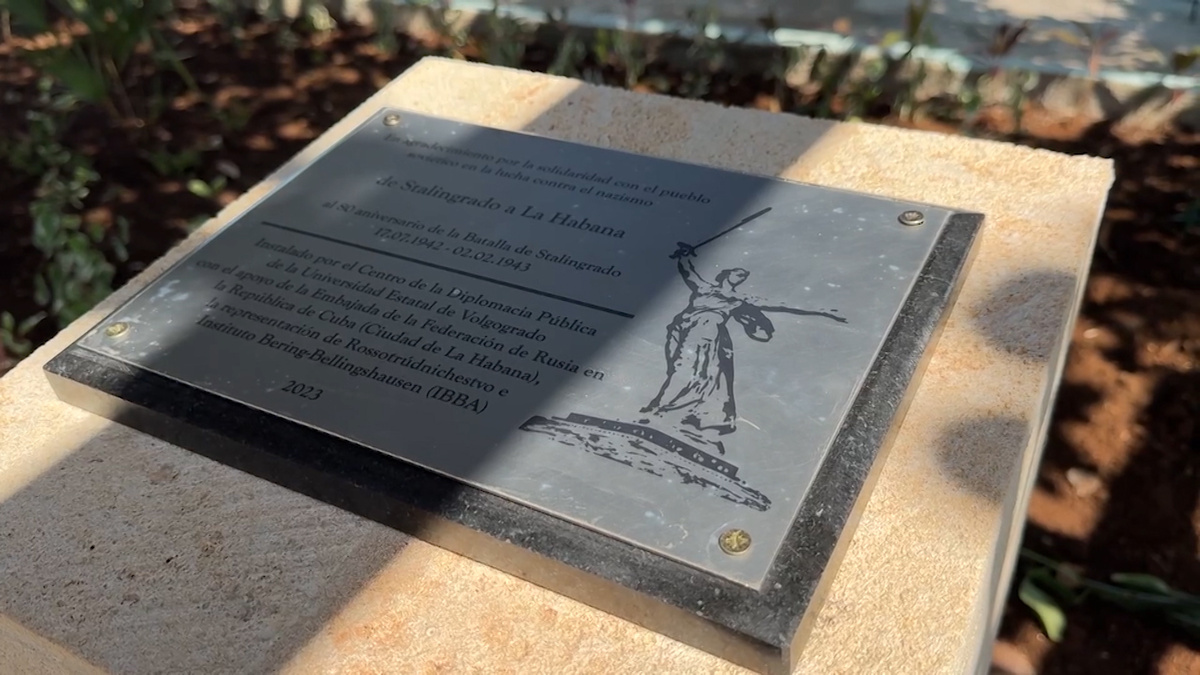 En agradecimiento por la solidaridad con el pueblo
soviético en la lucha contra el nazismo
de Stalingrado a La Habana
al 80 aniversario de la Batalla de Stalingrado
17.07.1942 - 02.02.1943
Instalado por el Centro de la Diplomacia Pública
de la Universidad Estatal de Volgogrado
con el apoyo de la Embajada de la Federación de Rusia en
la República de Cuba (Ciudad de La Habana),
la representación de Rossotrúdnichestvo e
Instituto Bering-Bellingshausen (IBBA)
2023